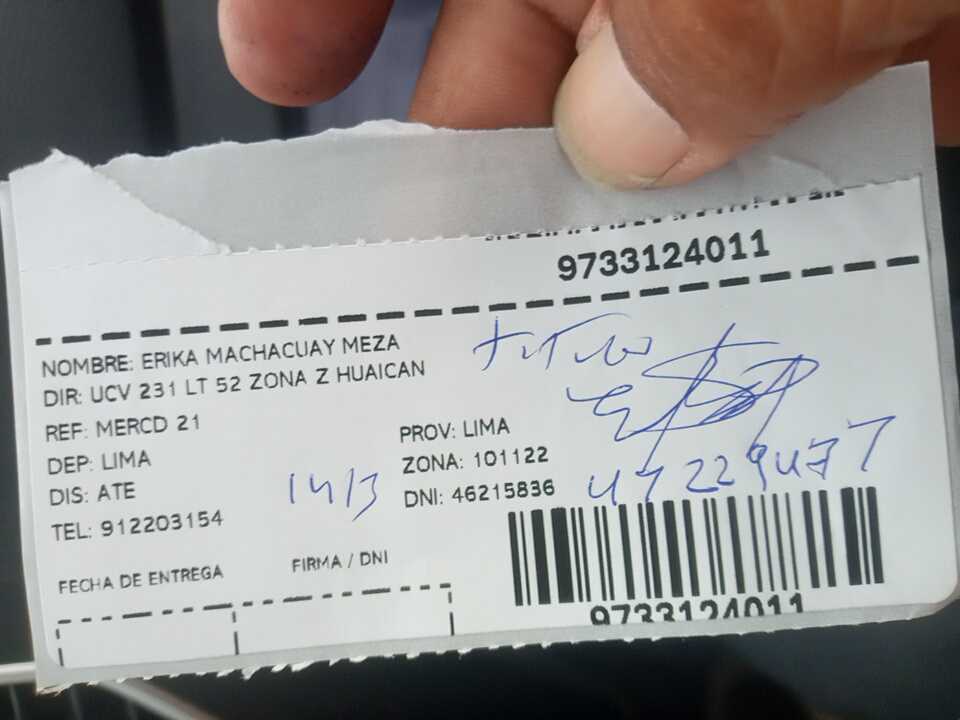 9733124011
NOMBRE: ERIKA MACHACUAY MEZA
DIR: UCV 231 LT 52 ZONA Z HUAICAN
REF: MERCD 21
DEP: LIMA
PROV: LIMA
DIS: ATE
ZONA: 101122
TEL: 912203154
DNI: 46215836
14/3
FECHA DE ENTREGA
FIRMA / DNI
9733124011